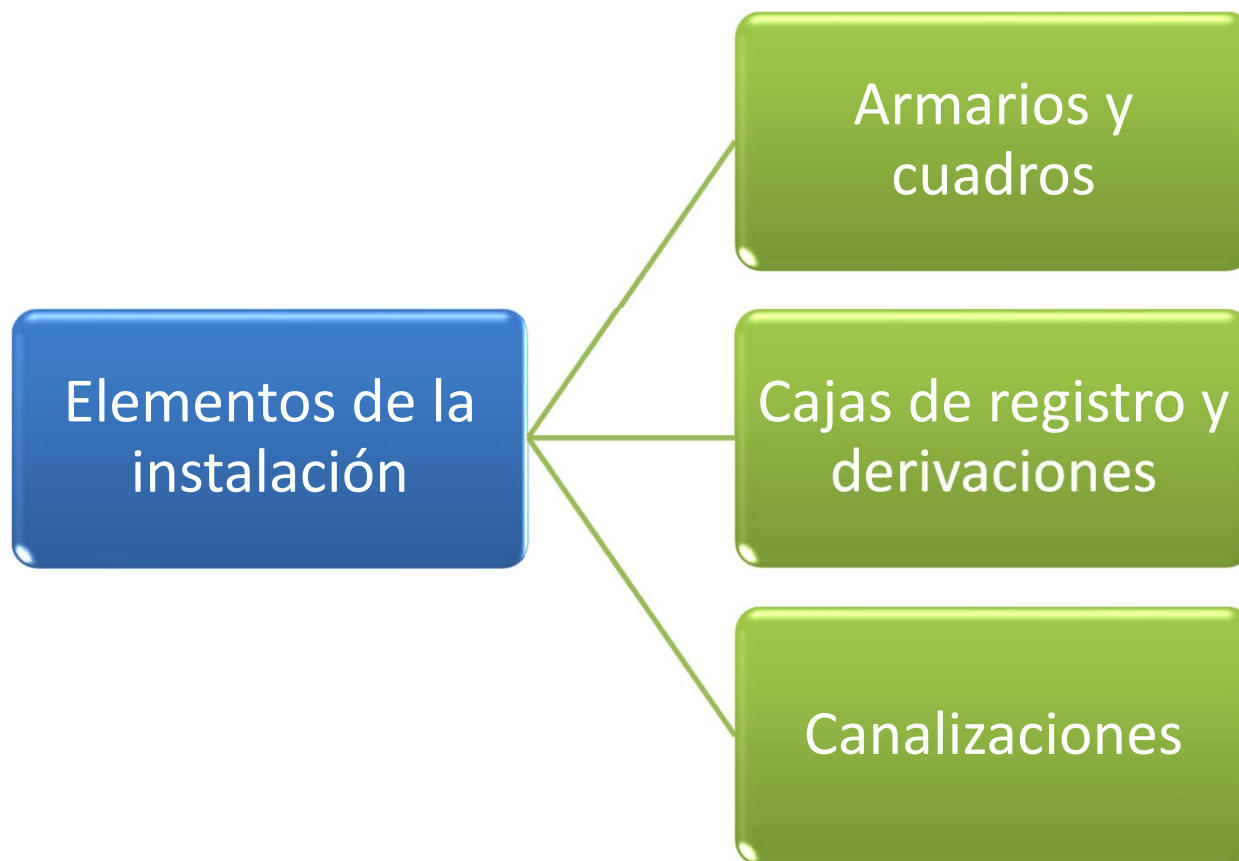 Elementos de la
instalación
Armarios y
cuadros
Cajas de registro y
derivaciones
Canalizaciones